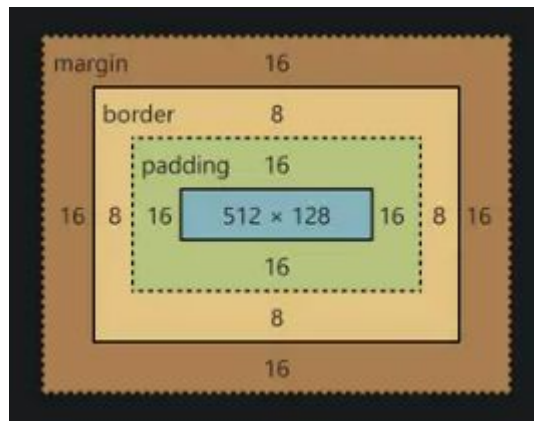 margin 16
border 8
padding 16
16 8 16 512 × 128 16 8 16
16
8
16